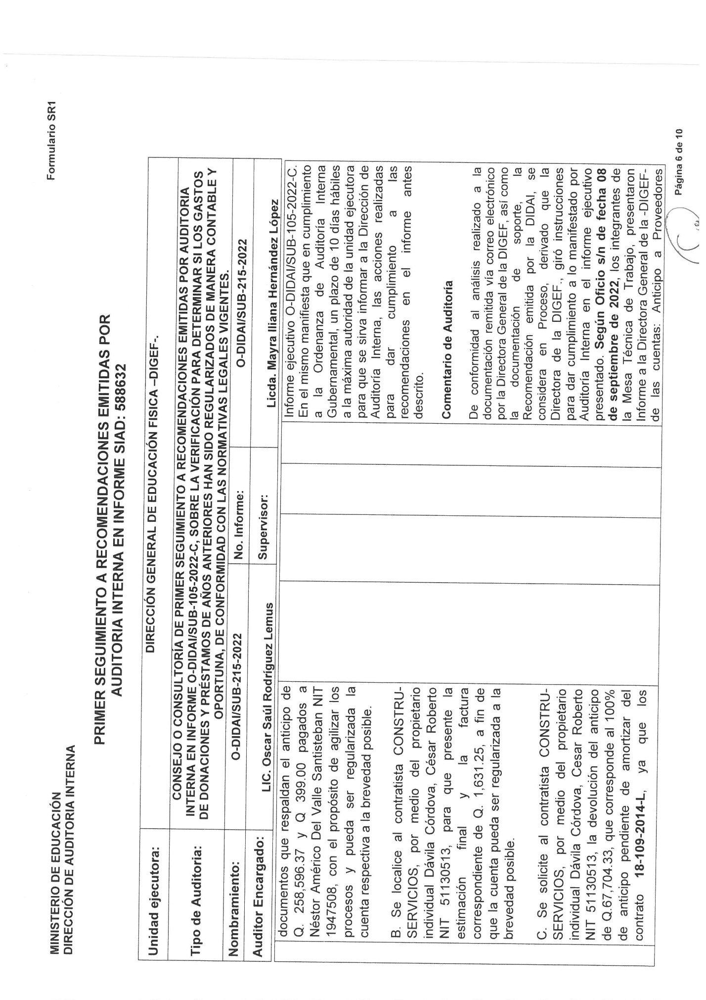 Formulario SR1
MINISTERIO DE EDUCACIÓN
DIRECCIÓN DE AUDITORIA INTERNA
PRIMER SEGUIMIENTO A RECOMENDACIONES EMITIDAS POR
AUDITORIA INTERNA EN INFORME SIAD: 588632
Unidad ejecutora:
DIRECCIÓN GENERAL DE EDUCACIÓN FISICA –DIGEF-.
Tipo de Auditoria:
CONSEJO O CONSULTORÍA DE PRIMER SEGUIMIENTO A RECOMENDACIONES EMITIDAS POR AUDITORIA
INTERNA EN INFORME O-DIDAI/SUB-105-2022-C, SOBRE LA VERIFICACIÓN PARA DETERMINAR SI LOS GASTOS
DE DONACIONES Y PRÉSTAMOS DE AÑOS ANTERIORES HAN SIDO REGULARIZADOS DE MANERA CONTABLE Y
OPORTUNA, DE CONFORMIDAD CON LAS NORMATIVAS LEGALES VIGENTES.
Nombramiento:
O-DIDAI/SUB-215-2022
No. Informe:
O-DIDAI/SUB-215-2022
Auditor Encargado:
LIC. Oscar Saúl Rodríguez Lemus
Supervisor:
Licda. Mayra Iliana Hernández López
documentos que respaldan el anticipo de
Q. 258,596.37 y Q 399.00 pagados a
Néstor Américo Del Valle Santisteban NIT
1947508, con el propósito de agilizar los
procesos y pueda ser regularizada la
cuenta respectiva a la brevedad posible.
B. Se localice al contratista CONSTRU-
SERVICIOS, por medio del propietario
individual Dávila Córdova, César Roberto
NIT 51130513, para que presente la
estimación final y la factura
correspondiente de Q. 1,631.25, a fin de
que la cuenta pueda ser regularizada a la
brevedad posible.
C. Se solicite al contratista CONSTRU-
SERVICIOS, por medio del propietario
individual Dávila Córdova, Cesar Roberto
NIT 51130513, la devolución del anticipo
de Q.67,704.33, que corresponde al 100%
de anticipo pendiente de amortizar del
contrato 18-109-2014-L, ya que los
Informe ejecutivo O-DIDAI/SUB-105-2022-C.
En el mismo manifiesta que en cumplimiento
a la Ordenanza de Auditoría Interna
Gubernamental, un plazo de 10 días hábiles
a la máxima autoridad de la unidad ejecutora
para que se sirva informar a la Dirección de
Auditoría Interna, las acciones realizadas
para dar cumplimiento a las
recomendaciones en el informe antes
descrito.
Comentario de Auditoría
De conformidad al análisis realizado a la
documentación remitida vía correo electrónico
por la Directora General de la DIGEF, así como
la documentación de soporte, la
Recomendación emitida por la DIDAI, se
considera en Proceso, derivado que la
Directora de la DIGEF., giró instrucciones
para dar cumplimiento a lo manifestado por
Auditoría Interna en el informe ejecutivo
presentado. Según Oficio s/n de fecha 08
de septiembre de 2022, los integrantes de
la Mesa Técnica de Trabajo, presentaron
Informe a la Directora General de la -DIGEF-
de las cuentas: Anticipo a Proveedores
Página 6 de 10